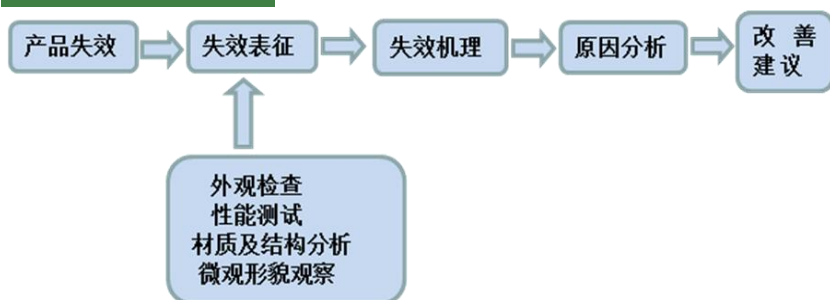 产品失效
失效表征
失效机理
原因分析
改 善
建议
外观检查
性能测试
材质及结构分析
微观形貌观察